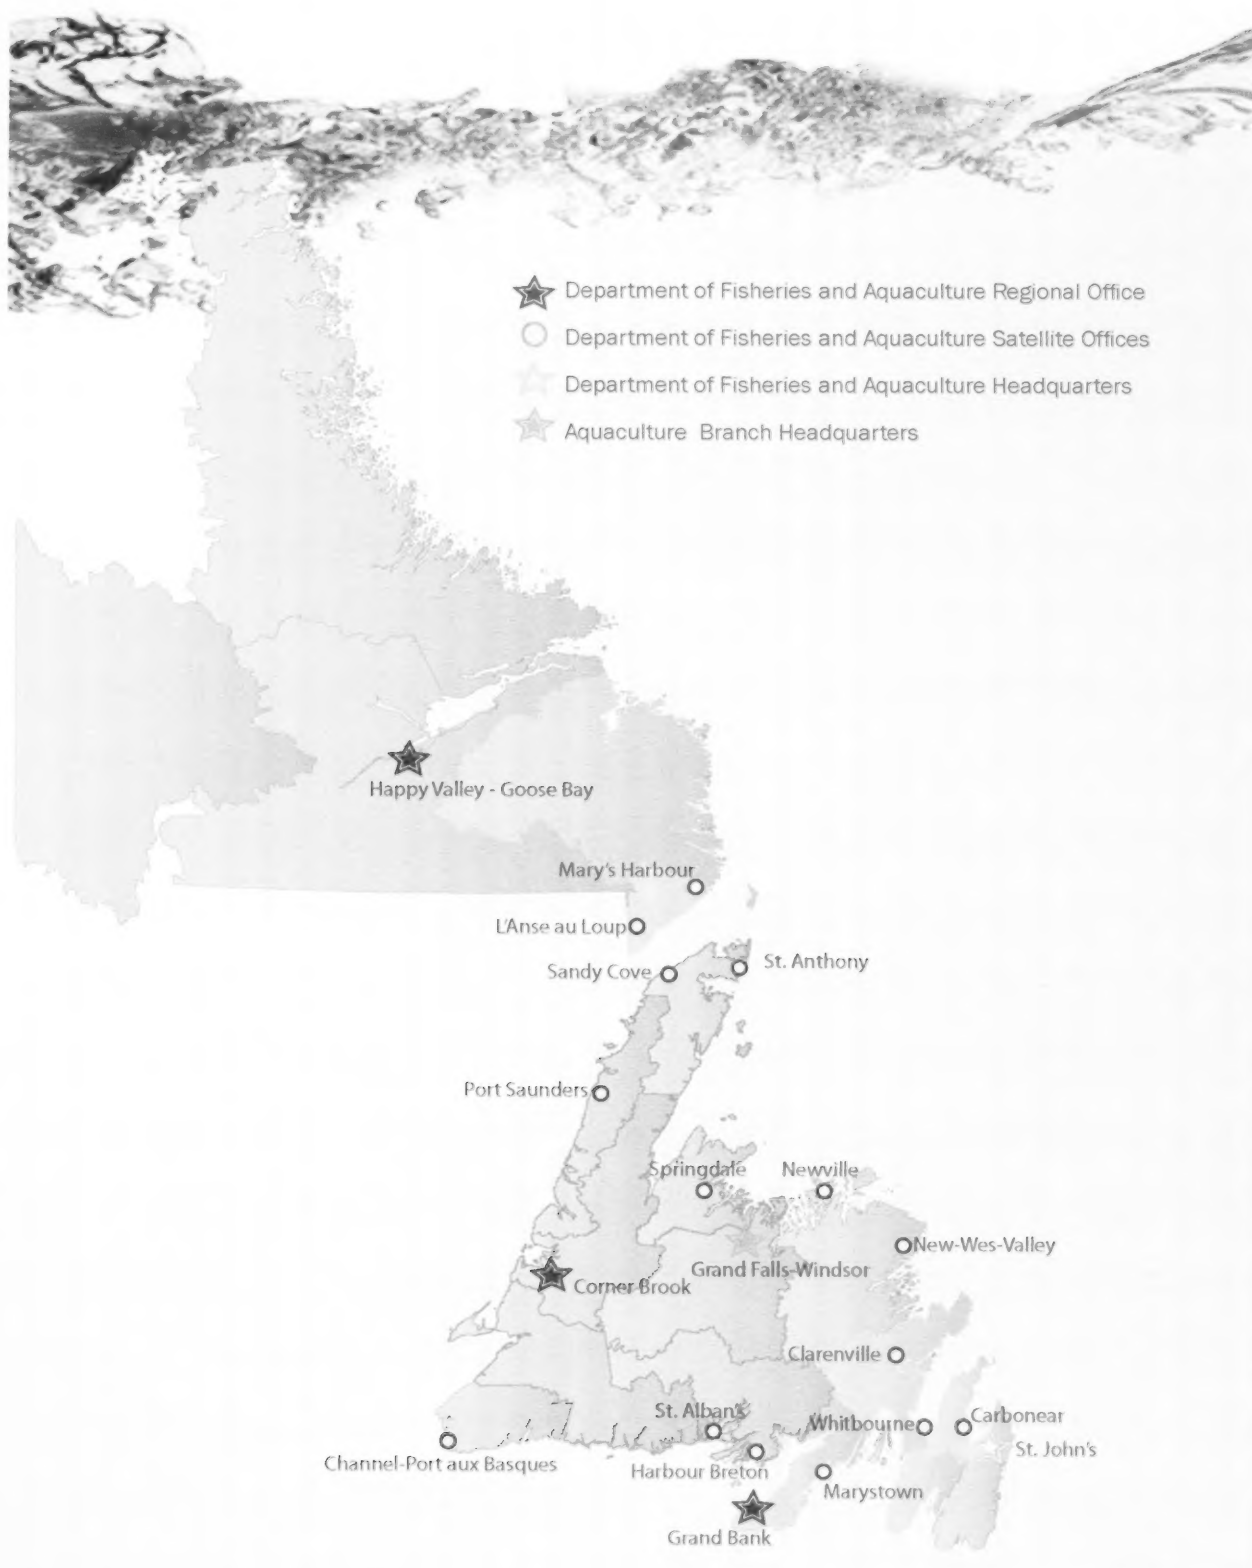 Department of Fisheries and Aquaculture Regional Office
Department of Fisheries and Aquaculture Satellite Offices
Department of Fisheries and Aquaculture Headquarters
Aquaculture Branch Headquarters
Happy Valley - Goose Bay
Mary's Harbour
L'Anse au Loup
Sandy Cove
St. Anthony
Port Saunders
Springdale
Newville
New-Wes-Valley
Grand Falls-Windsor
Corner Brook
Clarenville
St. Alban's
Whitbourne
Carbonear
St. John's
Channel-Port aux Basques
Harbour Breton
Marystown
Grand Bank